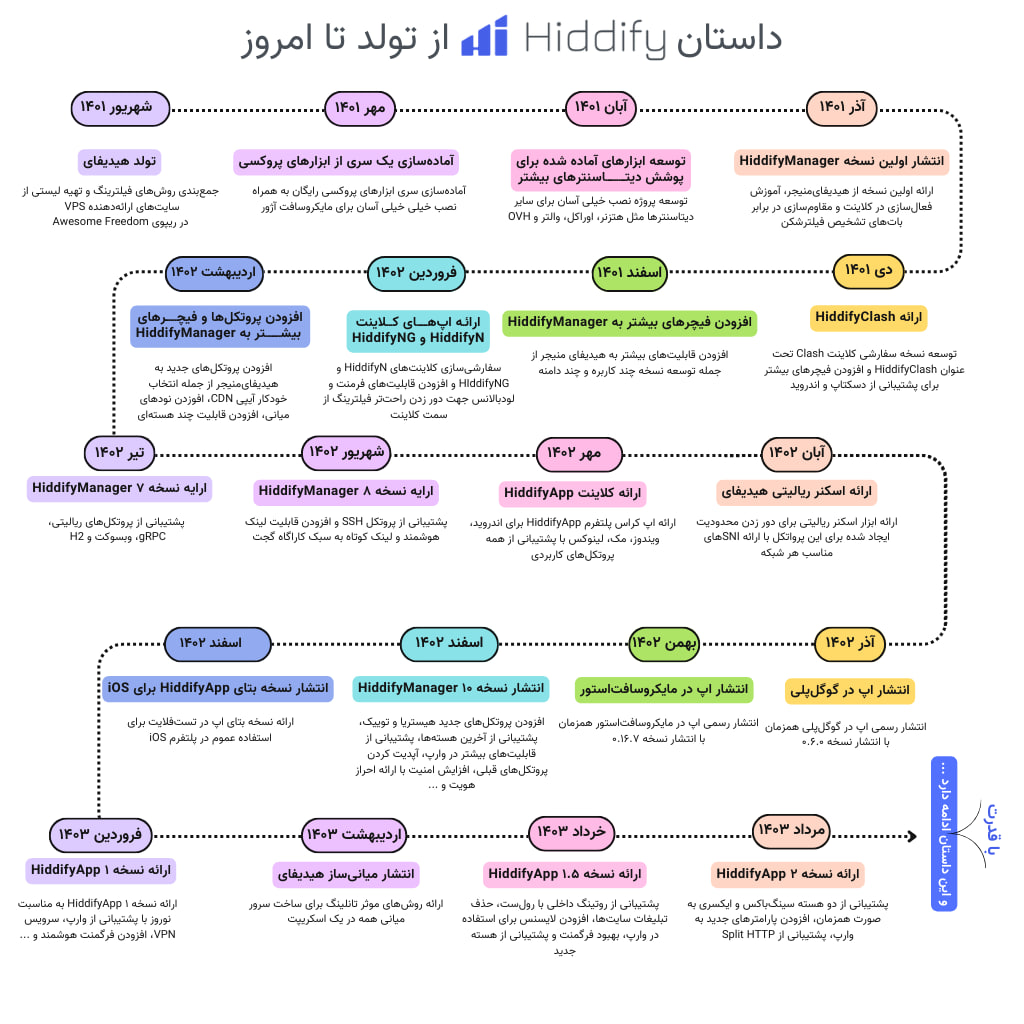 داستان Hiddify از تولد تا امروز
شهریور ۱۴۰۱
تولد هیدیفای
جمع‌بندی روش‌های فیلترینگ و تهیه لیستی از
سایت‌های ارائه‌دهنده VPS
در ریپوی Awesome Freedom
مهر ۱۴۰۱
آماده‌سازی یک سری از ابزارهای پروکسی
آماده‌سازی سری ابزارهای پروکسی رایگان به همراه
نصب خیلی خیلی آسان برای مایکروسافت آژور
آبان ۱۴۰۱
توسعه ابزارهای آماده شده برای
پوشش دیتـــــاسنترهای بیشتر
توسعه پروژه نصب خیلی آسان برای سایر
دیتاسنترها مثل هتزنر، اوراکل، والتر و OVH
آذر ۱۴۰۱
انتشار اولین نسخه HiddifyManager
ارائه اولین نسخه از هیدیفای‌منیجر، آموزش
فعال‌سازی در کلاینت و مقاوم‌سازی در برابر
بات‌های تشخیص فیلترشکن
دی ۱۴۰۱
ارائه HiddifyClash
توسعه نسخه سفارشی کلاینت Clash تحت
عنوان HiddifyClash و افزودن فیچرهای بیشتر
برای پشتیبانی از دسکتاپ و اندروید
اسفند ۱۴۰۱
افزودن فیچرهای بیشتر به HiddifyManager
افزودن قابلیت‌های بیشتر به هیدیفای منیجر از
جمله توسعه نسخه چند کاربره و چند دامنه
فروردین ۱۴۰۲
ارائـه اپ‌هـــای کــلاینت
HiddifyN و HiddifyNG
سفارشی‌سازی کلاینت‌های HiddifyN و
HIddifyNG و افزودن قابلیت‌های فرمنت و
لودبالانس جهت دور زدن راحت‌تر فیلترینگ از
سمت کلاینت
اردیبهشت ۱۴۰۲
افزودن پروتکل‌ها و فیچـــرهای
بیشـــــتر به HiddifyManager
افزودن پروتکل‌های جدید به
هیدیفای‌منیجر از جمله انتخاب
خودکار آیپی CDN، افوزدن نودهای
میانی، افزودن قابلیت چند هسته‌ای
تیر ۱۴۰۲
ارایه نسخه ۷ HiddifyManager
پشتیبانی از پروتکل‌های ریالیتی،
gRPC، وبسوکت و H2
شهریور ۱۴۰۲
ارایه نسخه ۸ HiddifyManager
پشتیبانی از پروتکل SSH و افزودن قابلیت لینک
هوشمند و لینک کوتاه به سبک کاراگاه گجت
مهر ۱۴۰۲
ارائه کلاینت HiddifyApp
ارائه اپ کراس پلتفرم HiddifyApp برای اندروید،
ویندوز، مک، لینوکس با پشتیبانی از همه
پروتکل‌های کاربردی
آبان ۱۴۰۲
ارائه اسکنر ریالیتی هیدیفای
ارائه ابزار اسکنر ریالیتی برای دور زدن محدودیت
ایجاد شده برای این پرواتکل با ارائه SNIهای
مناسب هر شبکه
آذر ۱۴۰۲
انتشار اپ در گوگل‌پلی
انتشار رسمی اپ در گوگل‌پلی همزمان
با انتشار نسخه ۰.۶.۰
بهمن ۱۴۰۲
انتشار اپ در مایکروسافت‌استور
انتشار رسمی اپ در مایکروسافت‌استور همزمان
با انتشار نسخه ۰.۱۶.۷
اسفند ۱۴۰۲
انتشار نسخه ۱۰ HiddifyManager
افزودن پروتکل‌های جدید هیستریا و توییک،
پشتیبانی از آخرین هسته‌ها، پشتیبانی از
قابلیت‌های بیشتر در وارپ، آپدیت کردن
پروتکل‌های قبلی، افزایش امنیت با ارائه احراز
هویت و ...
اسفند ۱۴۰۲
انتشار نسخه بتای HiddifyApp برای iOS
ارائه نسخه بتای اپ در تست‌فلایت برای
استفاده عموم در پلتفرم iOS
فروردین ۱۴۰۳
ارائه نسخه ۱ HiddifyApp
ارائه نسخه ۱ HiddifyApp به مناسبت
نوروز با پشتیبانی از وارپ، سرویس
VPN، افزودن فرگمنت هوشمند و ...
اردیبهشت ۱۴۰۳
انتشار میانی‌ساز هیدیفای
ارائه روش‌های موثر تانلینگ برای ساخت سرور
میانی همه در یک اسکریپت
خرداد ۱۴۰۳
ارائه نسخه ۱.۵ HiddifyApp
پشتیبانی از روتینگ داخلی با رول‌ست، حذف
تبلیغات سایت‌ها، افزودن لایسنس برای استفاده
در وارپ، بهبود فرگمنت و پشتیبانی از هسته
جدید
مرداد ۱۴۰۳
ارائه نسخه ۲ HiddifyApp
پشتیبانی از دو هسته سینگ‌باکس و ایکسری به
صورت همزمان، افزودن پارامترهای جدید به
وارپ، پشتیبانی از Split HTTP
و این داستان ادامه دارد ...
با قدرت